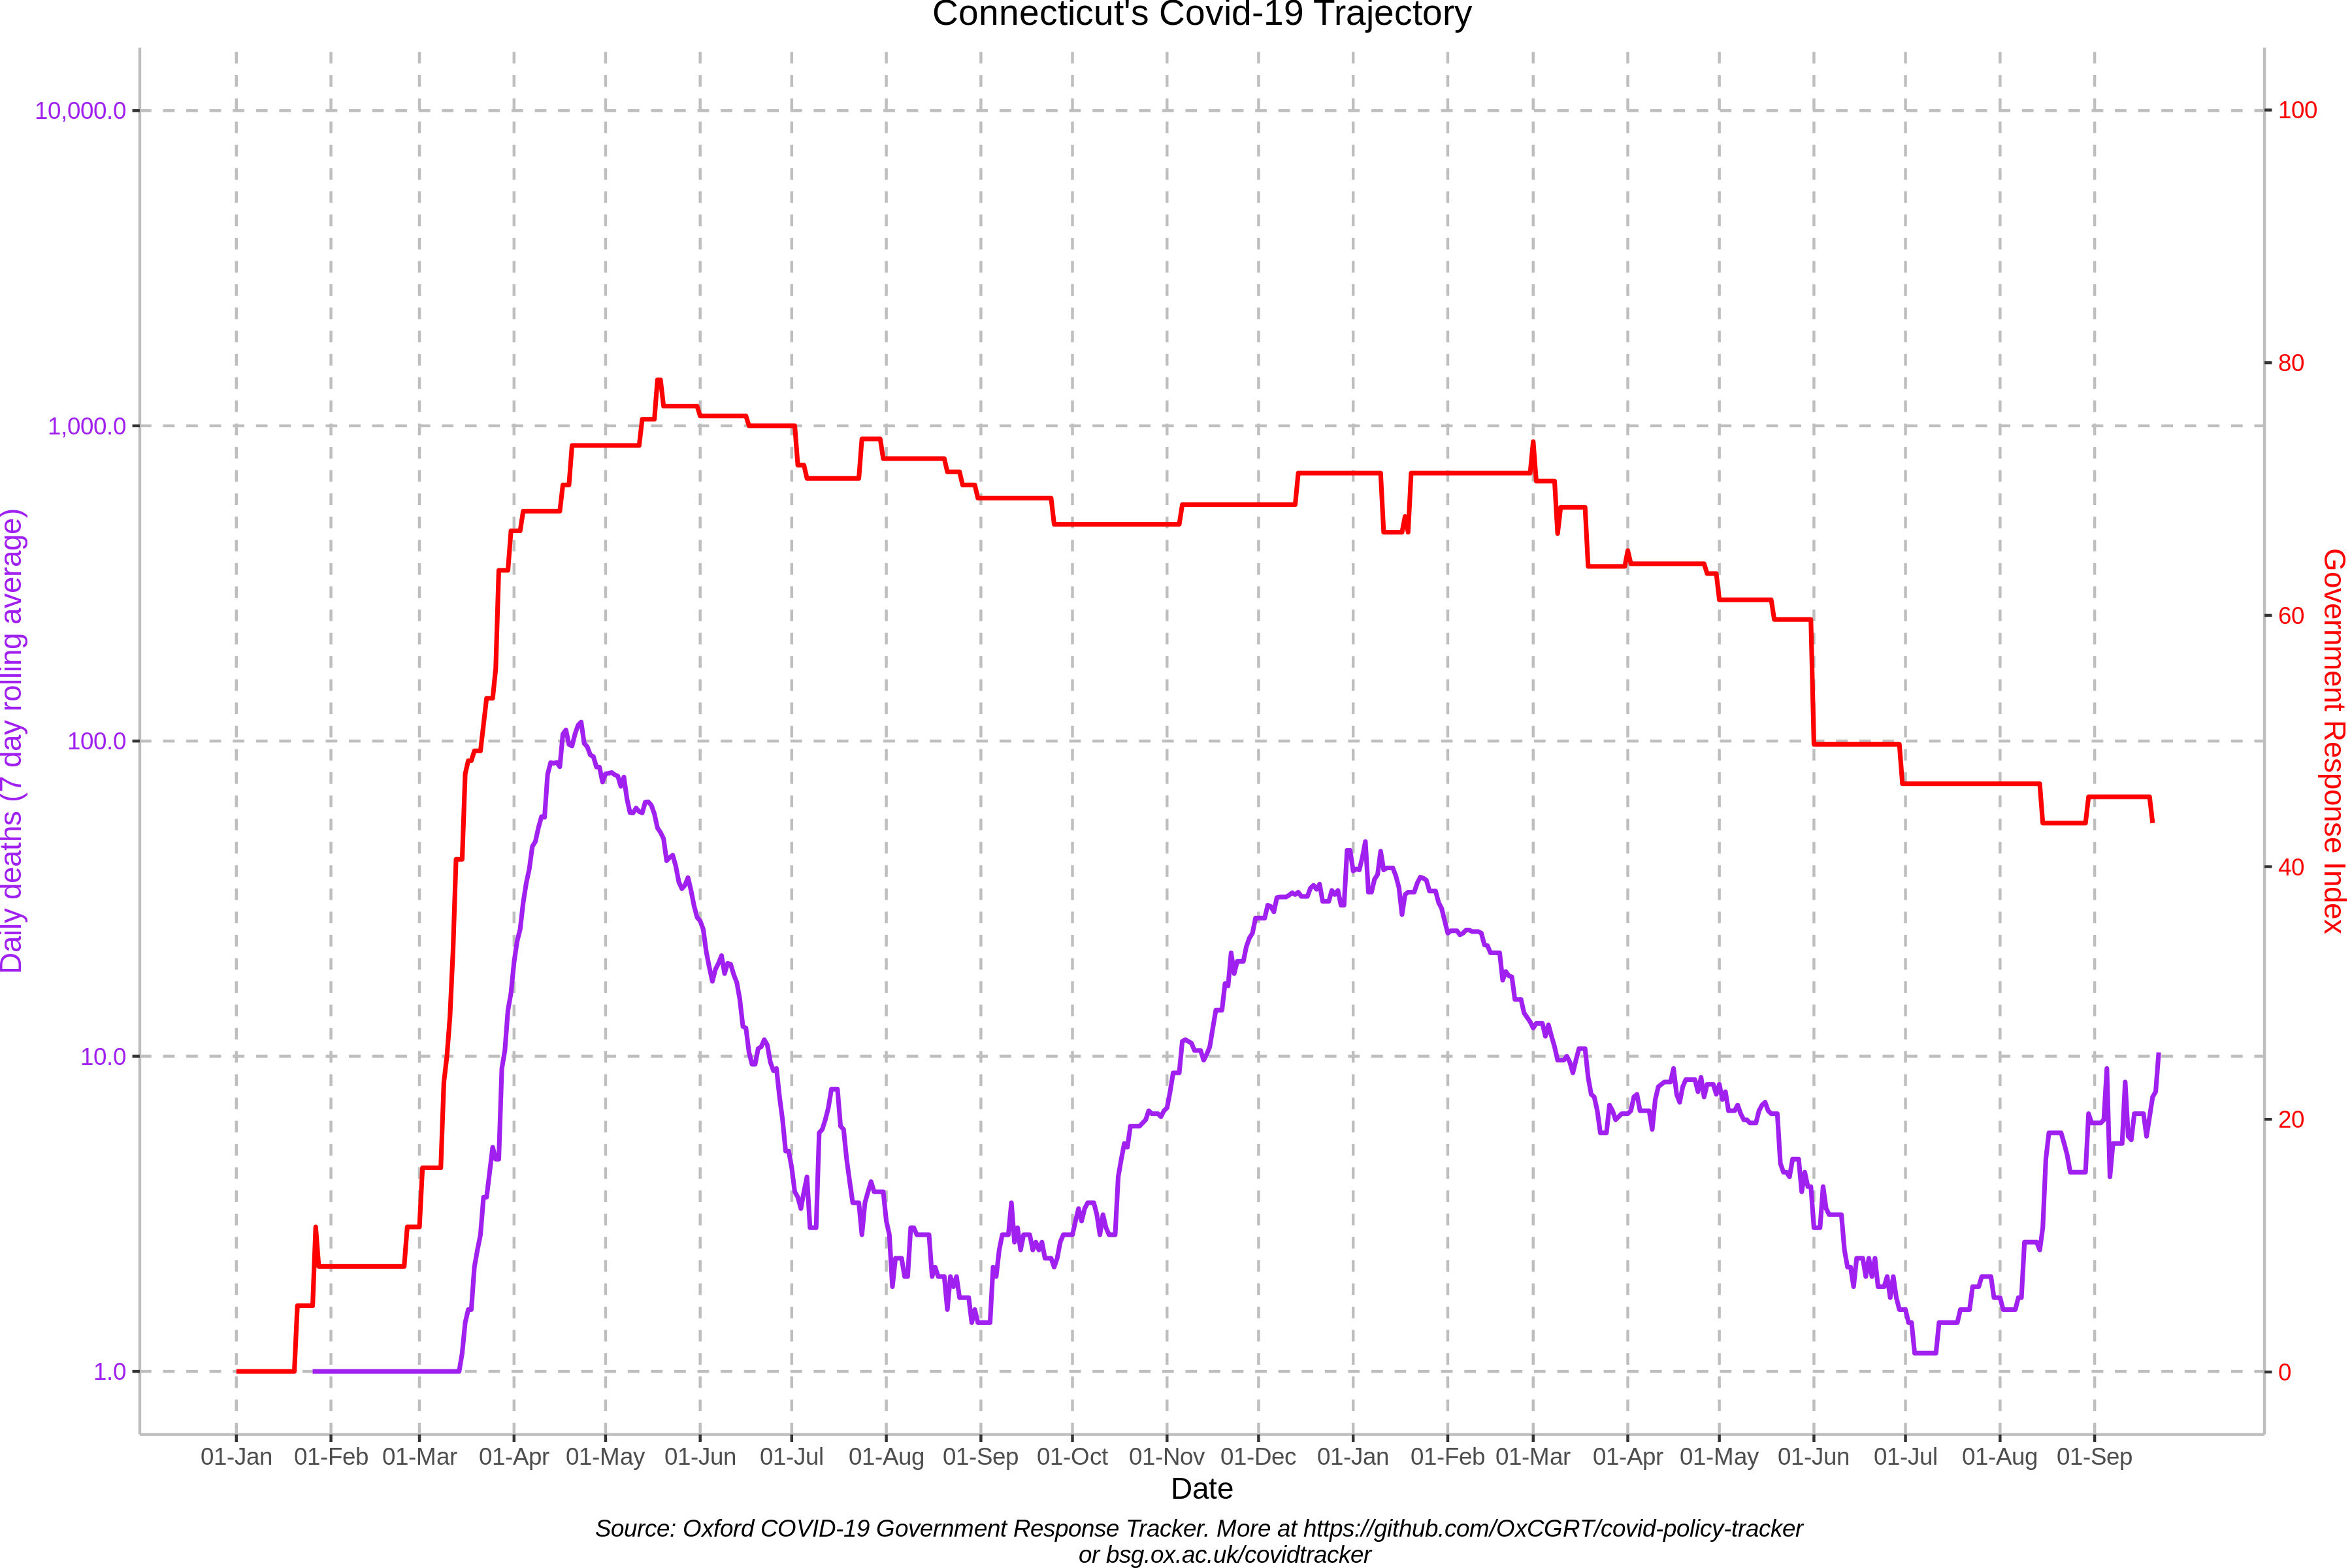 Connecticut's Covid-19 Trajectory
10,000.0
1,000.0
100.0
10.0
1.0
Daily deaths (7 day rolling average)
100
80
60
40
20
0
Government Response Index
01-Jan 01-Feb 01-Mar 01-Apr 01-May 01-Jun 01-Jul 01-Aug 01-Sep 01-Oct 01-Nov 01-Dec 01-Jan 01-Feb 01-Mar 01-Apr 01-May 01-Jun 01-Jul 01-Aug 01-Sep
Date
Source: Oxford COVID-19 Government Response Tracker. More at https://github.com/OxCGRT/covid-policy-tracker
or bsg.ox.ac.uk/covidtracker